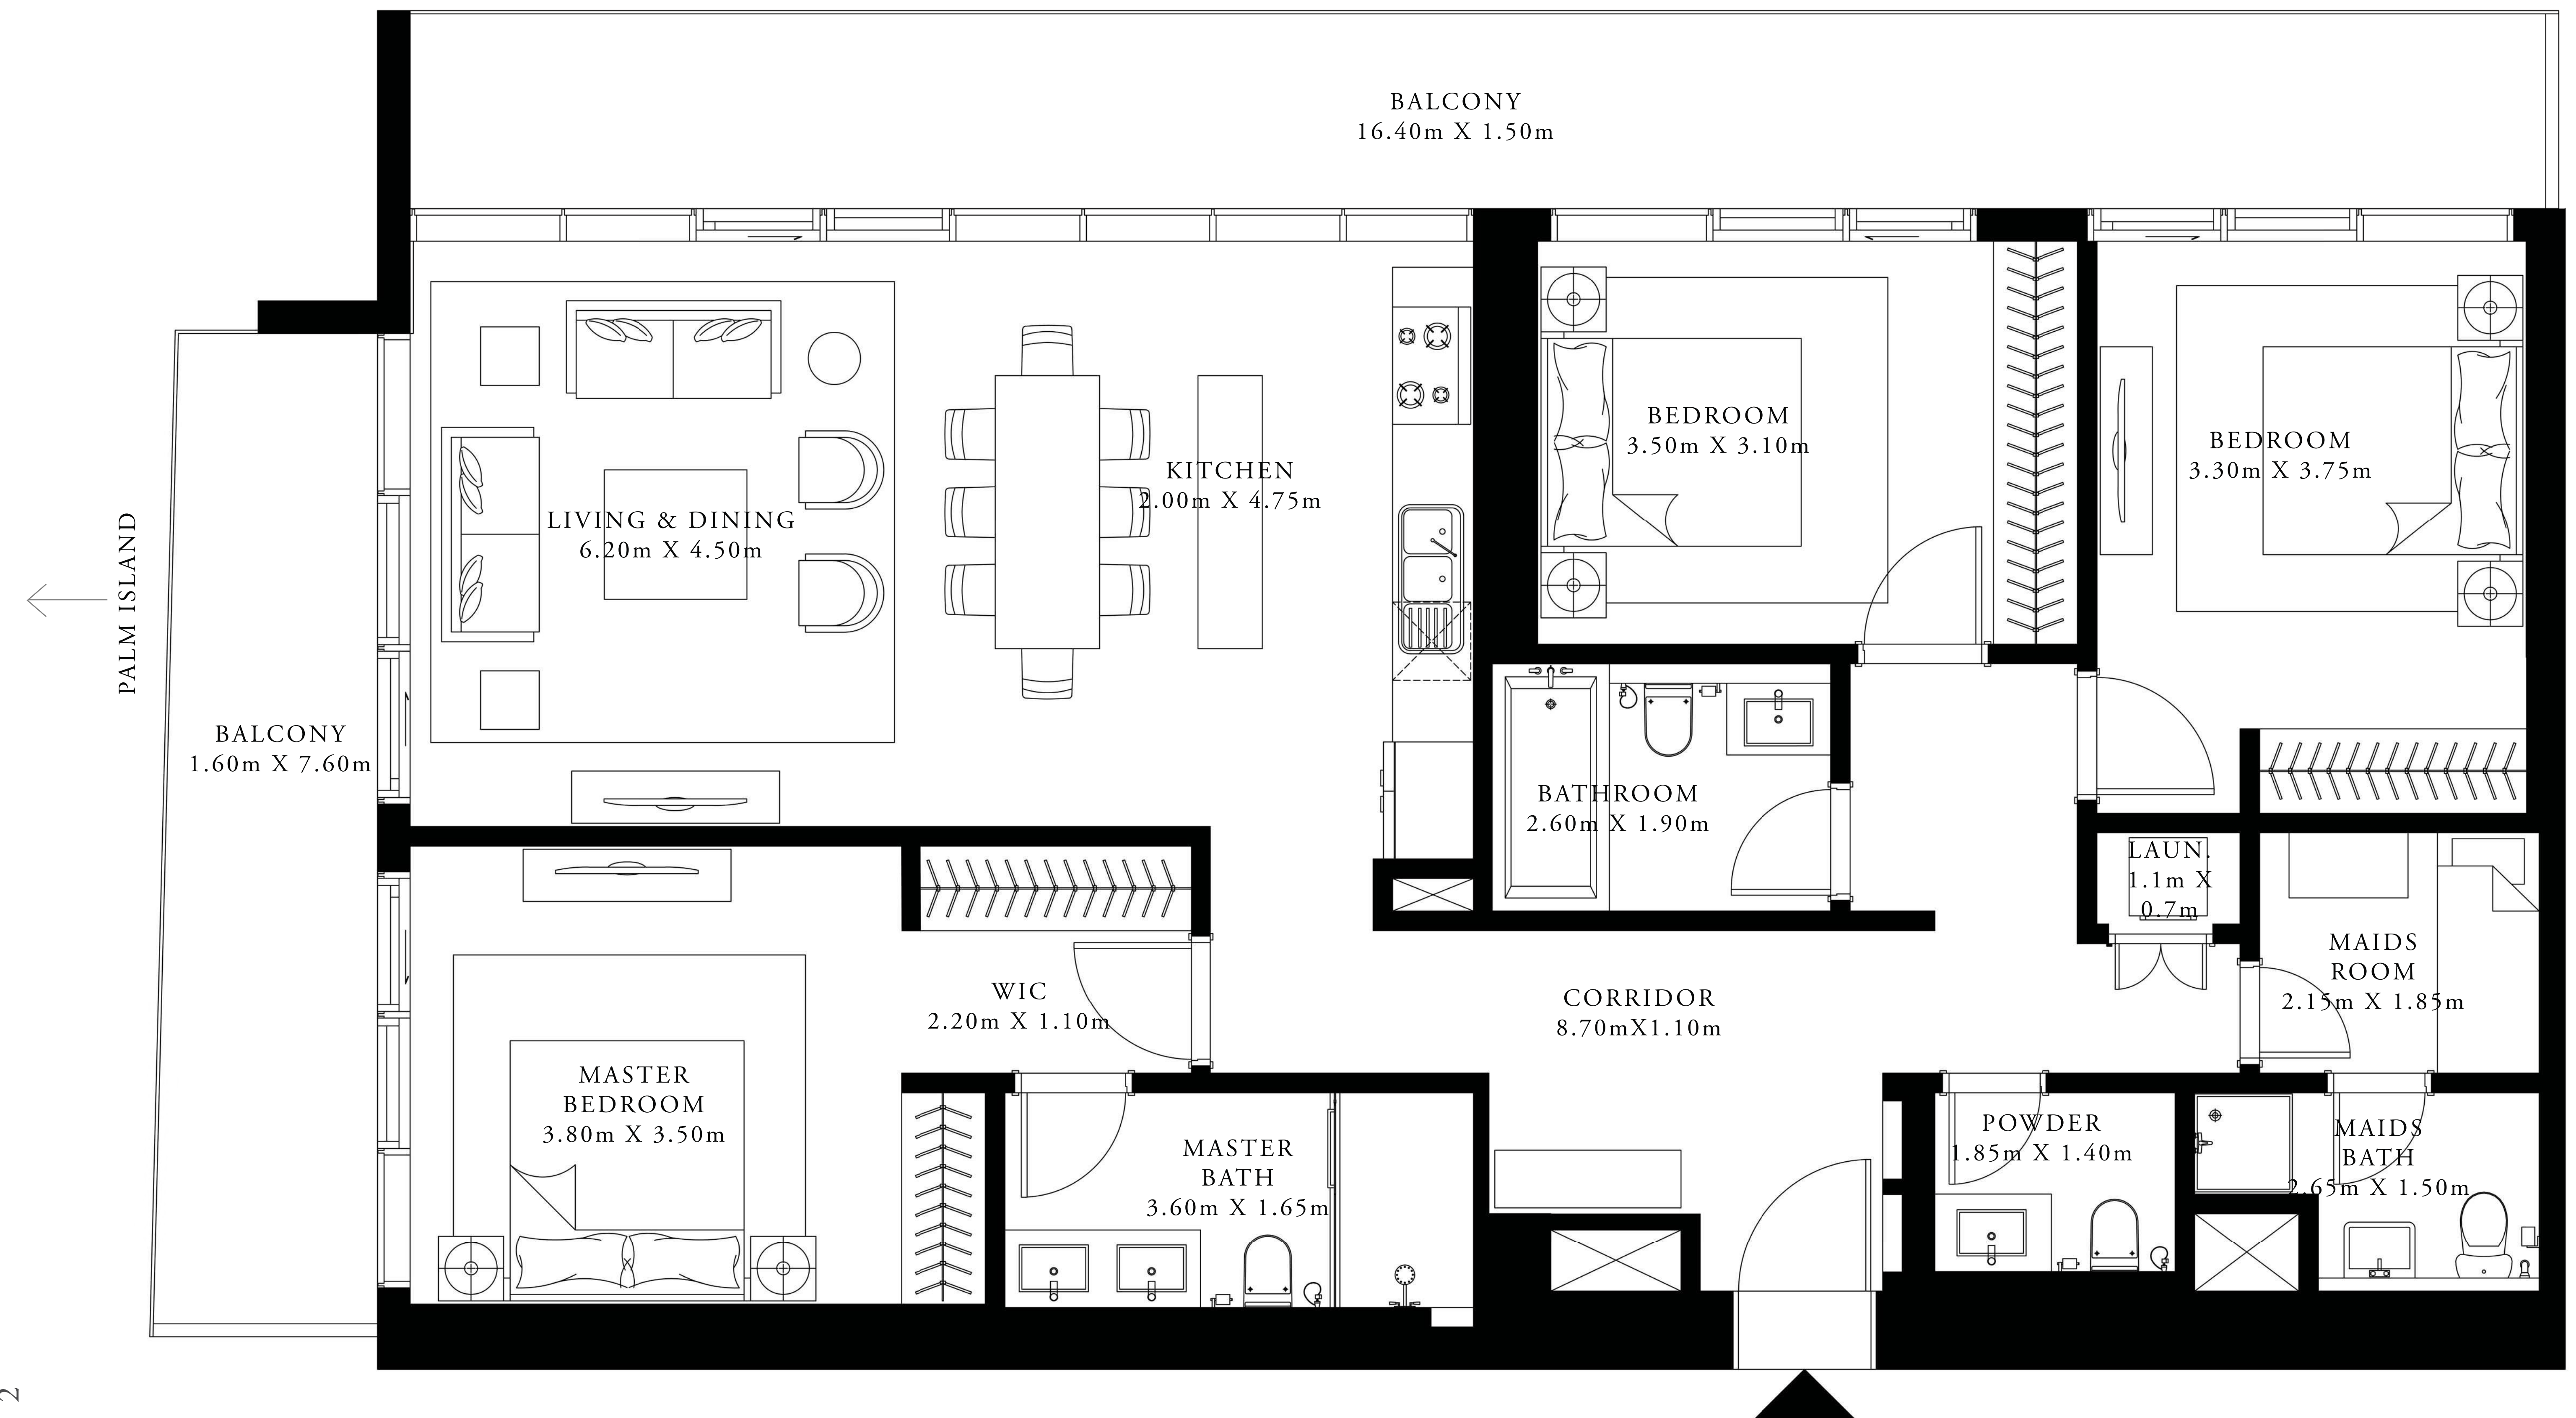 BALCONY
16.40m X 1.50m
BEDROOM
3.50m X 3.10m
BEDROOM
3.30m X 3.75m
KITCHEN
2.00m X 4.75m
LIVING & DINING
6.20m X 4.50m
PALM ISLAND
BALCONY
1.60m X 7.60m
BATHROOM
2.60m X 1.90m
LAUN.
1.1m X
0.7m
MAIDS
ROOM
2.15m X 1.85m
WIC
2.20m X 1.10m
CORRIDOR
8.70mX1.10m
MASTER
BEDROOM
3.80m X 3.50m
MASTER
BATH
3.60m X 1.65m
POWDER
1.85m X 1.40m
MAIDS
BATH
2.65m X 1.50m
2